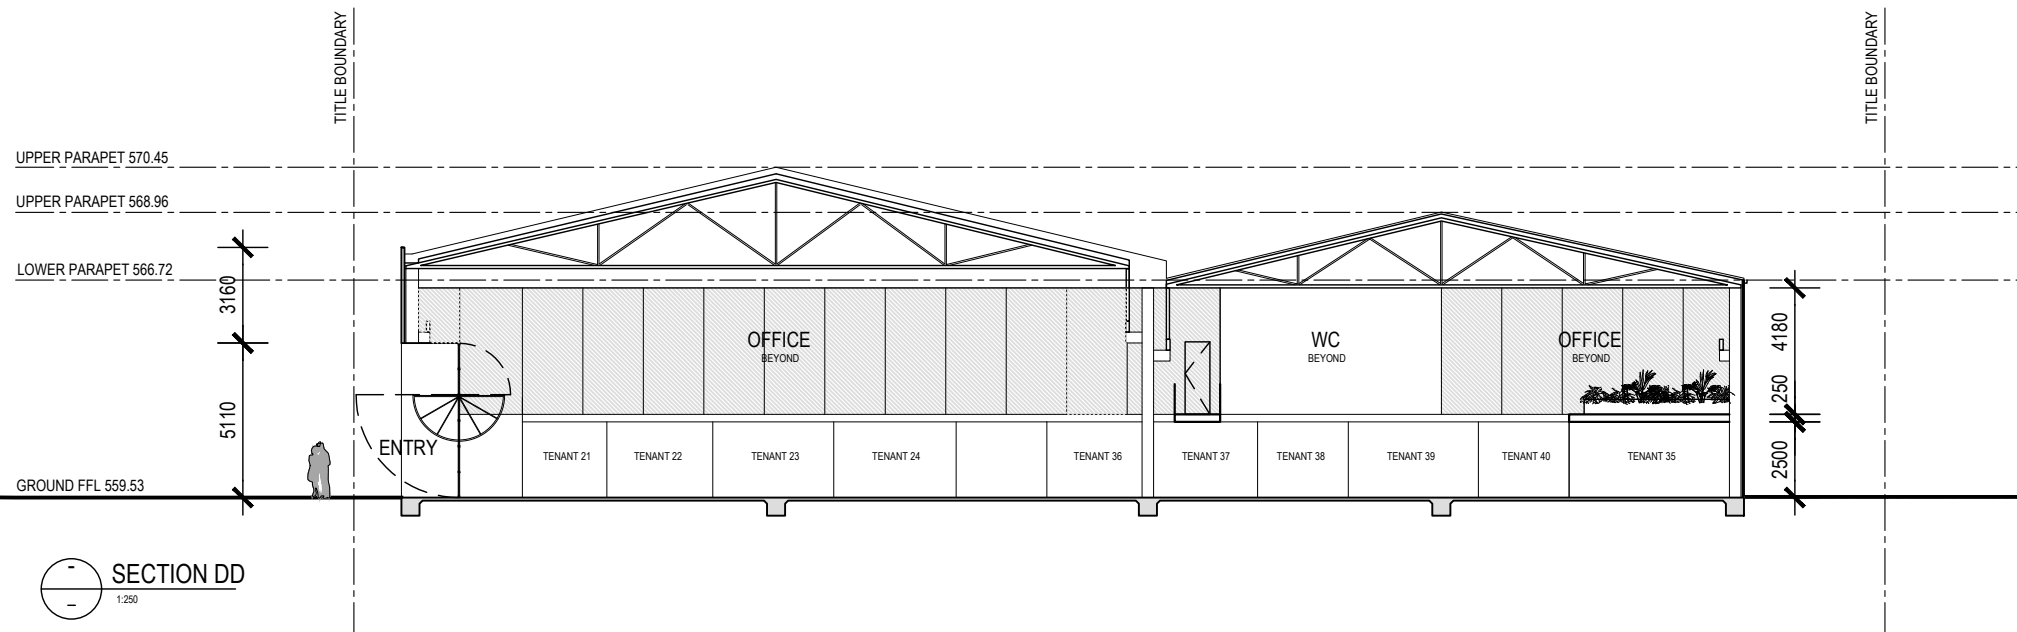 TITLE BOUNDARY
TITLE BOUNDARY
UPPER PARAPET 570.45
UPPER PARAPET 568.96
LOWER PARAPET 566.72
3160
5110
GROUND FFL 559.53
ENTRY
OFFICE
BEYOND
WC
BEYOND
OFFICE
BEYOND
TENANT 21
TENANT 22
TENANT 23
TENANT 24
TENANT 36
TENANT 37
TENANT 38
TENANT 39
TENANT 40
TENANT 35
4180
250
2500
SECTION DD
1:250